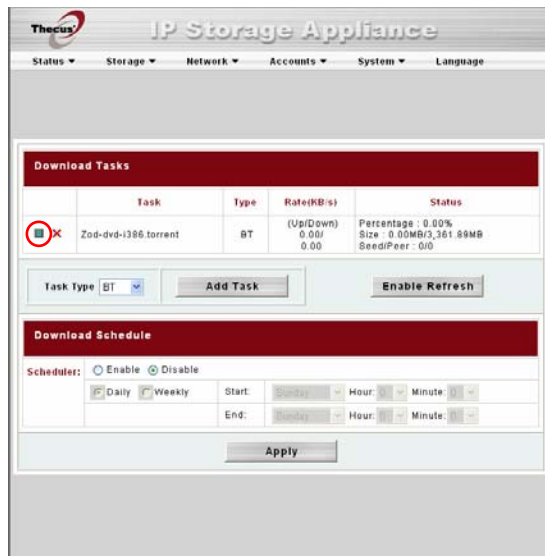 Thecus
IP Storage Appliance
Status Storage Network Accounts System Language
Download Tasks
Task Type Rate(KB/s) Status
Zod-dvd-i386.torrent BT (Up/Down) 0.00/ 0.00 Percentage : 0.00%
Size : 0.00MB/3,361.89MB
Seed/Peer : 0/0
Task Type BT Add Task Enable Refresh
Download Schedule
Scheduler: Enable Disable
Daily Weekly Start: Sunday Hour: 0 Minute: 0
End: Sunday Hour: 0 Minute: 0
Apply